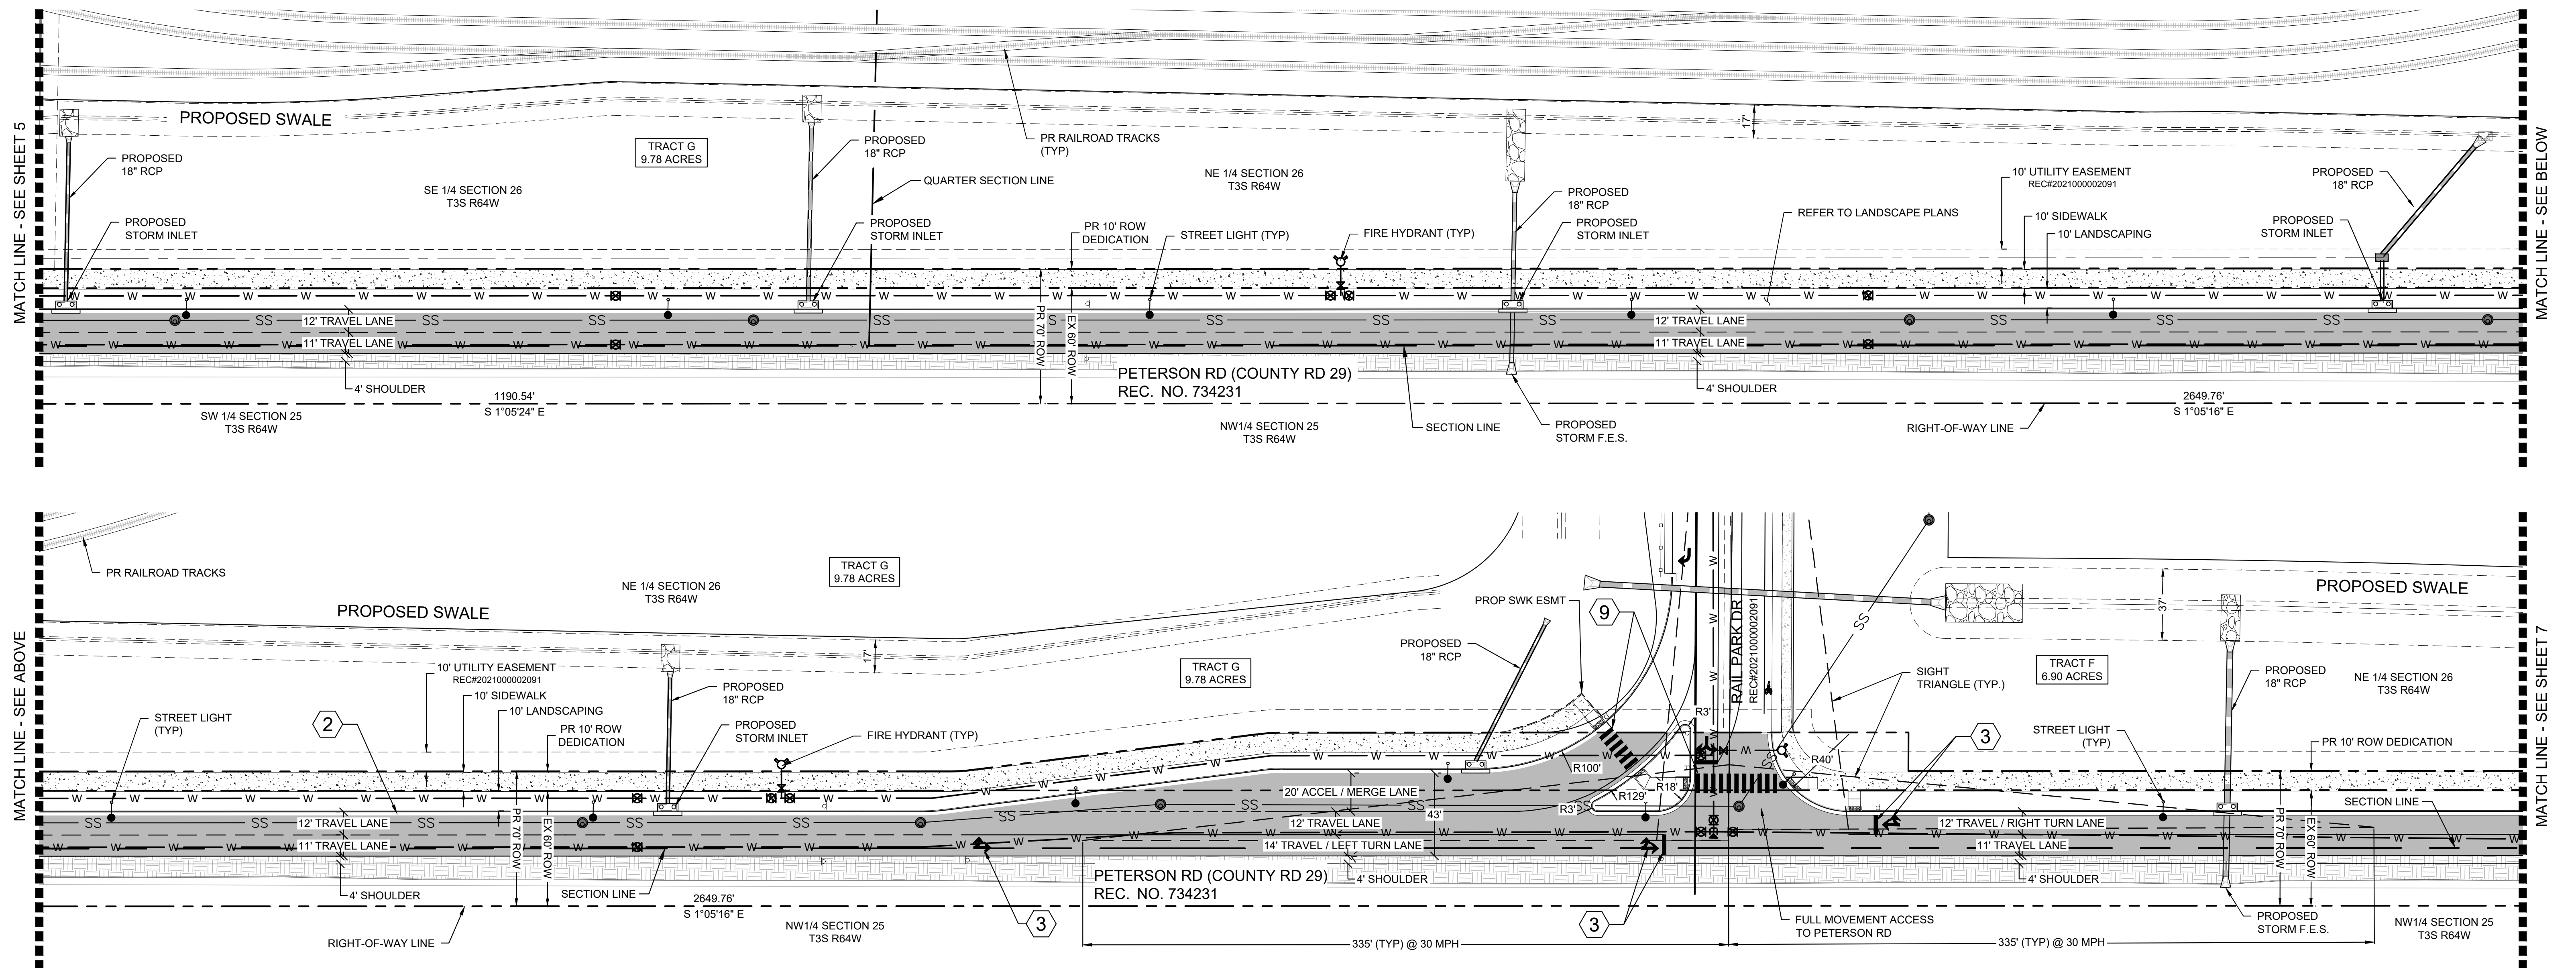 MATCH LINE - SEE SHEET 5
PROPOSED SWALE
PROPOSED
18" RCP
PROPOSED
STORM INLET
SE 1/4 SECTION 26
T3S R64W
TRACT G
9.78 ACRES
PROPOSED
18" RCP
QUARTER SECTION LINE
PROPOSED
STORM INLET
PR RAILROAD TRACKS
(TYP)
PR 10' ROW
DEDICATION
STREET LIGHT (TYP)
NE 1/4 SECTION 26
T3S R64W
FIRE HYDRANT (TYP)
PROPOSED
18" RCP
PROPOSED
STORM INLET
17'
REFER TO LANDSCAPE PLANS
10' UTILITY EASEMENT
REC#2021000002091
10' SIDEWALK
10' LANDSCAPING
PROPOSED
18" RCP
PROPOSED
STORM INLET
MATCH LINE - SEE BELOW
12' TRAVEL LANE
11' TRAVEL LANE
4' SHOULDER
PR 70' ROW
EX 60' ROW
12' TRAVEL LANE
11' TRAVEL LANE
4' SHOULDER
PETERSON RD (COUNTY RD 29)
REC. NO. 734231
1190.54'
S 1°05'24" E
SW 1/4 SECTION 25
T3S R64W
NW1/4 SECTION 25
T3S R64W
SECTION LINE
PROPOSED
STORM F.E.S.
RIGHT-OF-WAY LINE
2649.76'
S 1°05'16" E
MATCH LINE - SEE ABOVE
PR RAILROAD TRACKS
PROPOSED SWALE
NE 1/4 SECTION 26
T3S R64W
TRACT G
9.78 ACRES
17'
STREET LIGHT
(TYP)
2
10' UTILITY EASEMENT
REC#2021000002091
10' SIDEWALK
10' LANDSCAPING
PR 10' ROW
DEDICATION
PROPOSED
18" RCP
PROPOSED
STORM INLET
FIRE HYDRANT (TYP)
TRACT G
9.78 ACRES
PROPOSED
18" RCP
PROP SWK ESMT
9
RAIL PARK DR
REC#2021000002091
SIGHT
TRIANGLE (TYP.)
3
TRACT F
6.90 ACRES
37'
STREET LIGHT
(TYP)
PROPOSED
18" RCP
PROPOSED SWALE
NE 1/4 SECTION 26
T3S R64W
PR 10' ROW DEDICATION
SECTION LINE
MATCH LINE - SEE SHEET 7
R3'
R100'
R129'
R18'
R3'
R40'
12' TRAVEL LANE
11' TRAVEL LANE
4' SHOULDER
PR 70' ROW
EX 60' ROW
SECTION LINE
20' ACCEL / MERGE LANE
12' TRAVEL LANE
14' TRAVEL / LEFT TURN LANE
43'
4' SHOULDER
12' TRAVEL / RIGHT TURN LANE
11' TRAVEL LANE
4' SHOULDER
PR 70' ROW
EX 60' ROW
RIGHT-OF-WAY LINE
2649.76'
S 1°05'16" E
NW1/4 SECTION 25
T3S R64W
3
PETERSON RD (COUNTY RD 29)
REC. NO. 734231
335' (TYP) @ 30 MPH
3
FULL MOVEMENT ACCESS
TO PETERSON RD
335' (TYP) @ 30 MPH
PROPOSED
STORM F.E.S.
NW1/4 SECTION 25
T3S R64W